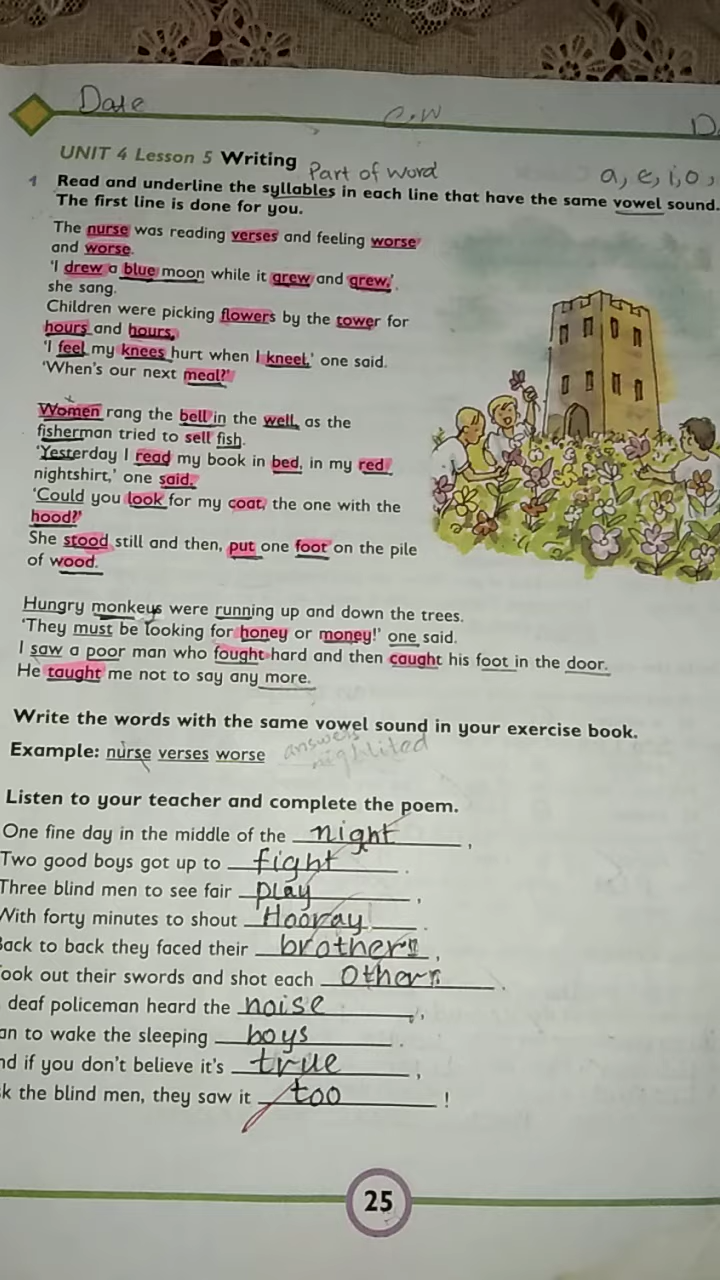 Date
C.W
D
UNIT 4 Lesson 5 Writing
Part of word
a, e, i, o,
1 Read and underline the syllables in each line that have the same vowel sound.
The first line is done for you.
The nurse was reading verses and feeling worse
and worse.
'I drew a blue moon while it grew and grew,'
she sang.
Children were picking flowers by the tower for
hours and hours.
'I feel my knees hurt when I kneel,' one said.
'When's our next meal?'
Women rang the bell in the well, as the
fisherman tried to sell fish.
'Yesterday I read my book in bed, in my red
nightshirt,' one said.
'Could you look for my coat, the one with the
hood?'
She stood still and then, put one foot on the pile
of wood.
Hungry monkeys were running up and down the trees.
'They must be looking for honey or money!' one said.
I saw a poor man who fought hard and then caught his foot in the door.
He taught me not to say any more.
Write the words with the same vowel sound in your exercise book.
Example: nurse verses worse
answers
highlited
Listen to your teacher and complete the poem.
One fine day in the middle of the night,
Two good boys got up to fight.
Three blind men to see fair play,
With forty minutes to shout Hooray!.
Back to back they faced their brothers,
ook out their swords and shot each others.
deaf policeman heard the noise,
an to wake the sleeping boys.
nd if you don't believe it's true,
k the blind men, they saw it too!
25